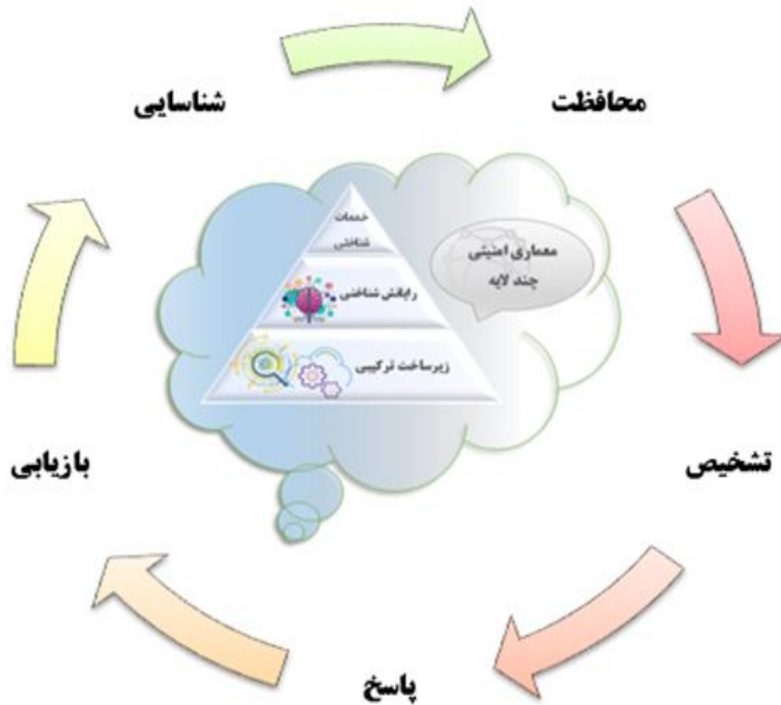 شناسایی
محافظت
خدمات
شناختی
معماری امنیتی
چند لایه
رایانش شناختی
زیرساخت ترکیبی
بازیابی
تشخیص
پاسخ